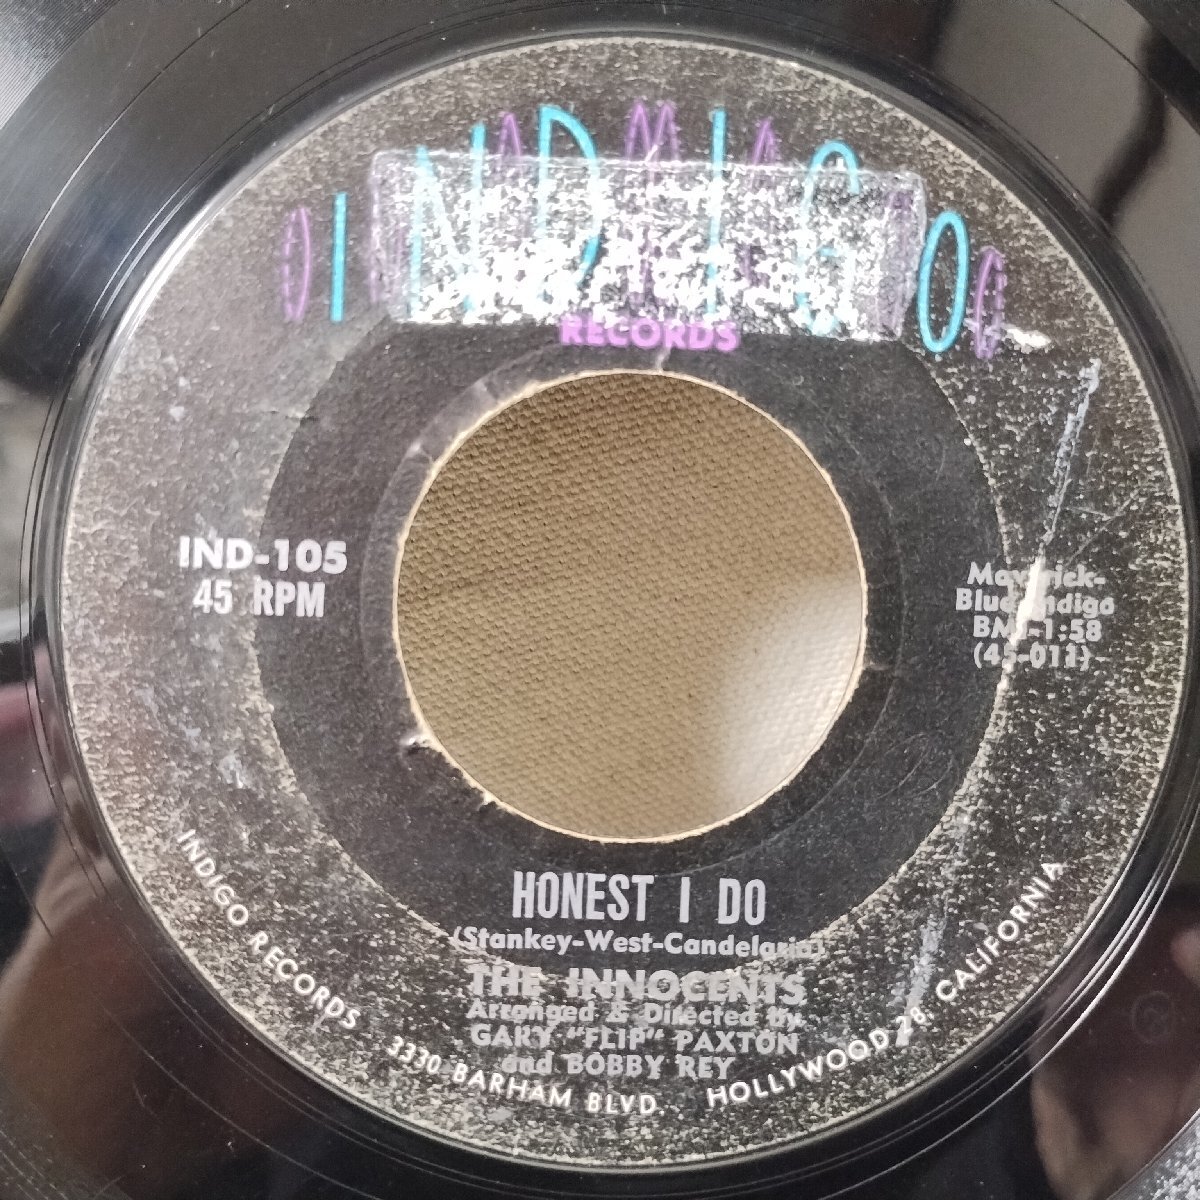 INDIGO
RECORDS
IND-105
45 RPM
Maverick-
Blue Indigo
BMI-1:58
(45-011)
HONEST I DO
(Stankey-West-Candelaria)
THE INNOCENTS
Arranged & Directed by
GARY "FLIP" PAXTON
and BOBBY REY
INDIGO RECORDS 3330 BARHAM BLVD. HOLLYWOOD 28, CALIFORNIA